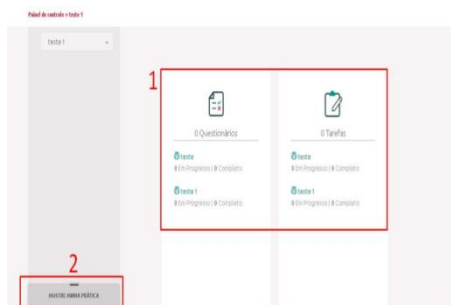 Painel de controlo > teste 1
teste 1
1
0 Questionários
0 Tarefas
teste
0 Em Progresso | 0 Completo
teste 1
0 Em Progresso | 0 Completo
teste
0 Em Progresso | 0 Completo
teste 1
0 Em Progresso | 0 Completo
2
MOSTRE MINHA PRÁTICA